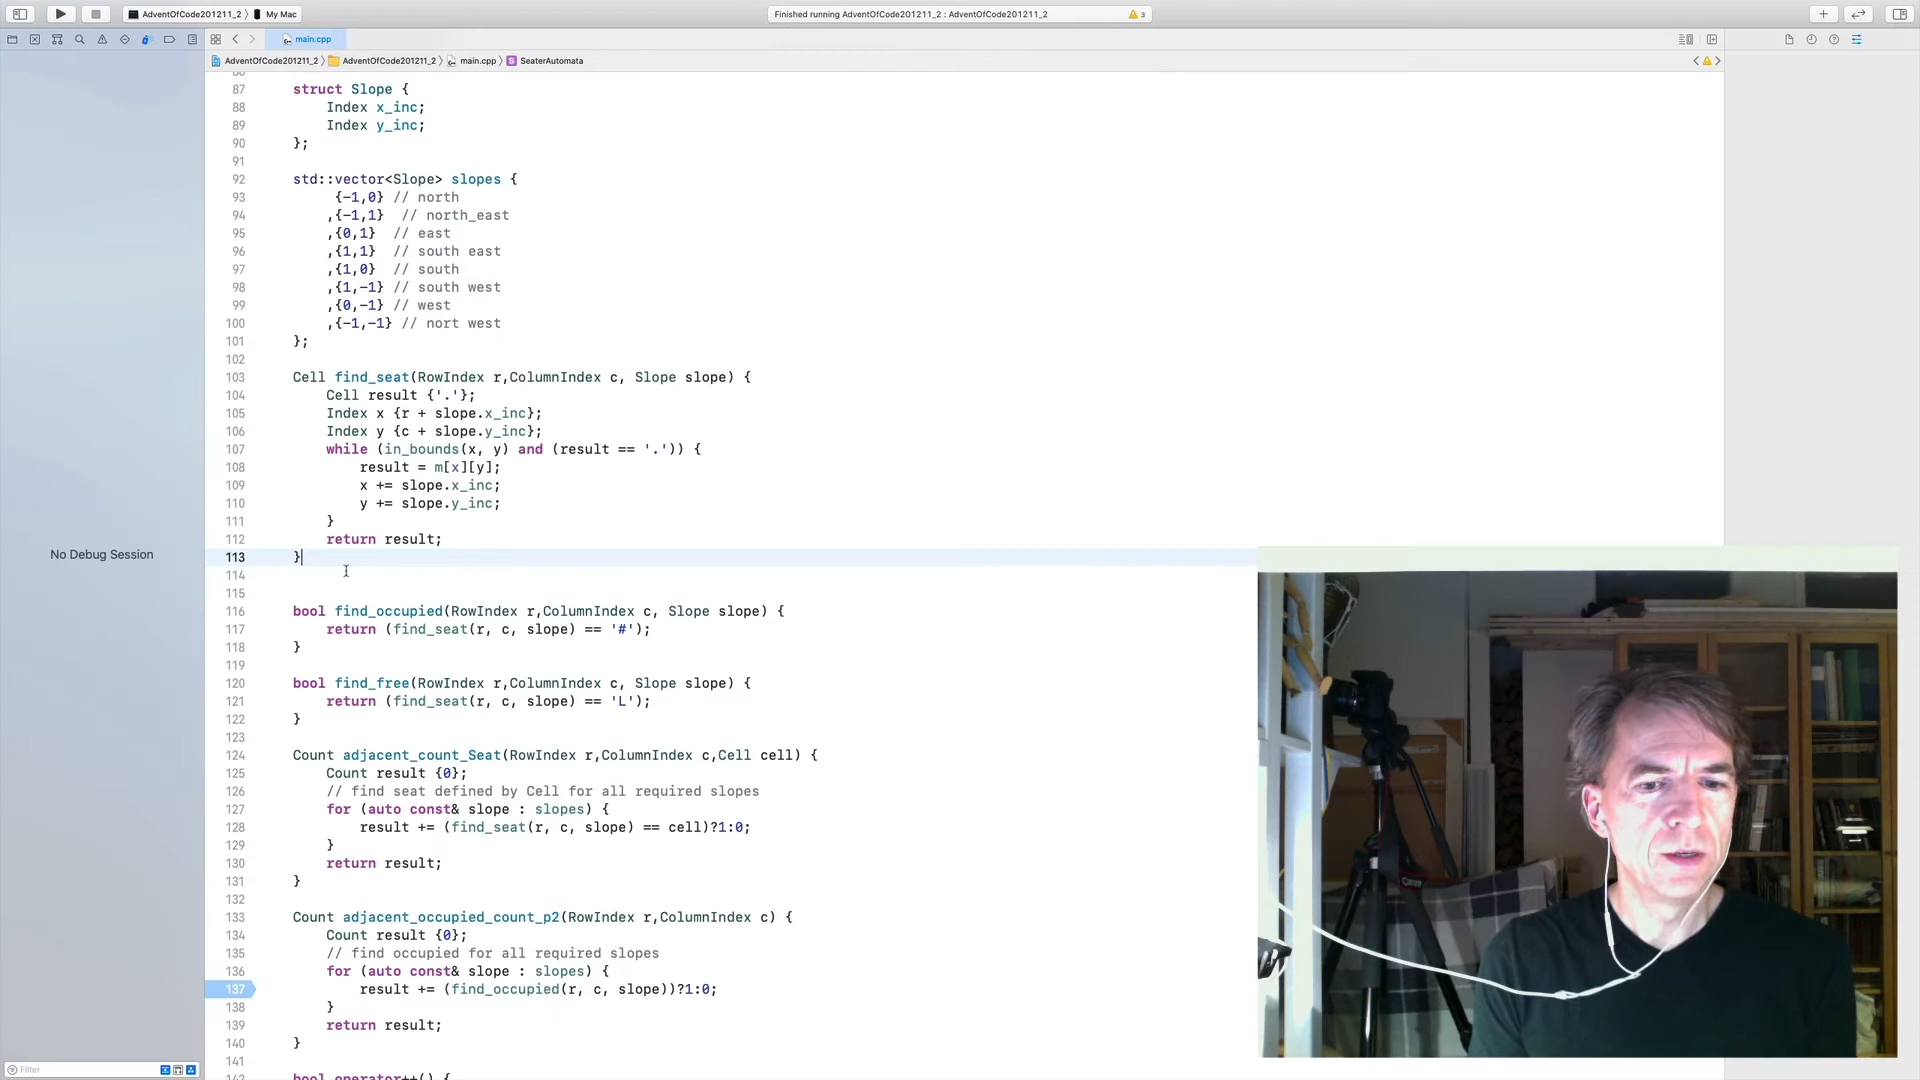 AdventOfCode201211_2 〉 My Mac
Finished running AdventOfCode201211_2 : AdventOfCode201211_2
3
main.cpp
AdventOfCode201211_2 〉 AdventOfCode201211_2 〉 main.cpp 〉 S SeaterAutomata
87 struct Slope {
88 Index x_inc;
89 Index y_inc;
90 };
91
92 std::vector<Slope> slopes {
93 {-1,0} // north
94 ,{-1,1}  // north_east
95 ,{0,1}  // east
96 ,{1,1}  // south east
97 ,{1,0}  // south
98 ,{1,-1} // south west
99 ,{0,-1} // west
100 ,{-1,-1} // nort west
101 };
102
103 Cell find_seat(RowIndex r,ColumnIndex c, Slope slope) {
104 Cell result {'.'};
105 Index x {r + slope.x_inc};
106 Index y {c + slope.y_inc};
107 while (in_bounds(x, y) and (result == '.')) {
108 result = m[x][y];
109 x += slope.x_inc;
110 y += slope.y_inc;
111 }
112 return result;
113 }
114
115
116 bool find_occupied(RowIndex r,ColumnIndex c, Slope slope) {
117 return (find_seat(r, c, slope) == '#');
118 }
119
120 bool find_free(RowIndex r,ColumnIndex c, Slope slope) {
121 return (find_seat(r, c, slope) == 'L');
122 }
123
124 Count adjacent_count_Seat(RowIndex r,ColumnIndex c,Cell cell) {
125 Count result {0};
126 // find seat defined by Cell for all required slopes
127 for (auto const& slope : slopes) {
128 result += (find_seat(r, c, slope) == cell)?1:0;
129 }
130 return result;
131 }
132
133 Count adjacent_occupied_count_p2(RowIndex r,ColumnIndex c) {
134 Count result {0};
135 // find occupied for all required slopes
136 for (auto const& slope : slopes) {
137 result += (find_occupied(r, c, slope))?1:0;
138 }
139 return result;
140 }
141
142 bool operator++() {
No Debug Session
Filter